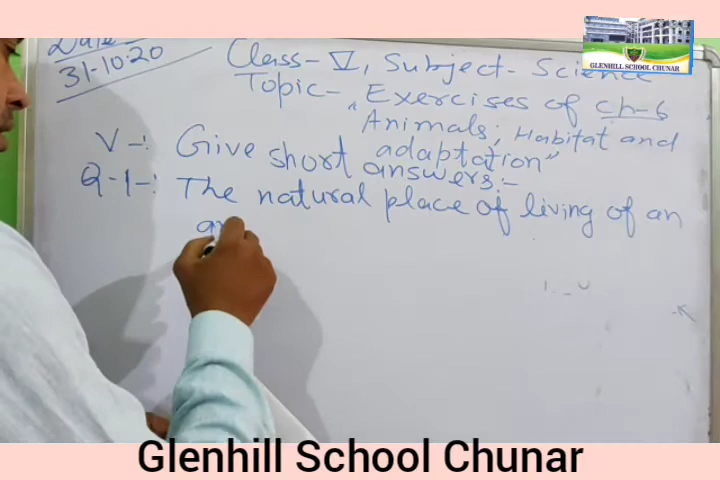 Date
31-10-20
Class-V, Subject- Science
Topic- "Exercises of ch-6,
Animals, Habitat and
adaptation"
V-: Give short answers:-
Q-1-: The natural place of living of an
an
GLENHILL SCHOOL CHUNAR
Glenhill School Chunar